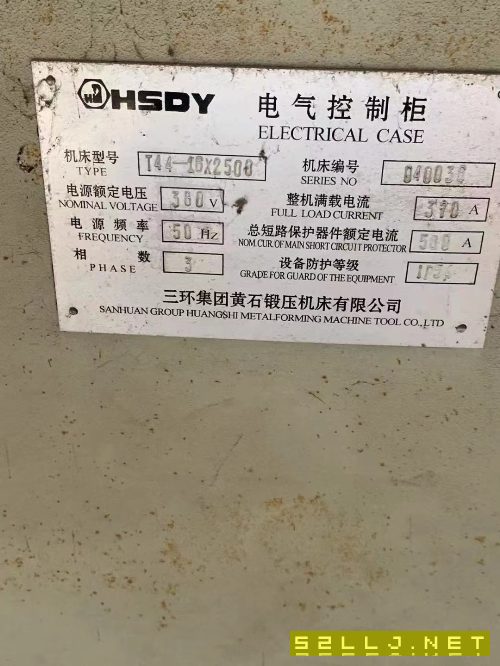 HSDY 电气控制柜
ELECTRICAL CASE
机床型号 T44-16X2500 机床编号 040036
TYPE SERIES NO
电源额定电压 380 V 整机满载电流 A
NOMINAL VOLTAGE FULL LOAD CURRENT
电源频率 50 Hz 总短路保护器件额定电流 A
FREQUENCY NOM.CUR OF MAIN SHORT CIRCUIT PROTECTOR
相数 3 设备防护等级
PHASE GRADE FOR GUARD OF THE EQUIPMENT
三环集团黄石锻压机床有限公司
SANHUAN GROUP HUANGSHI METALFORMING MACHINE TOOL CO.,LTD
52LLJ.NET